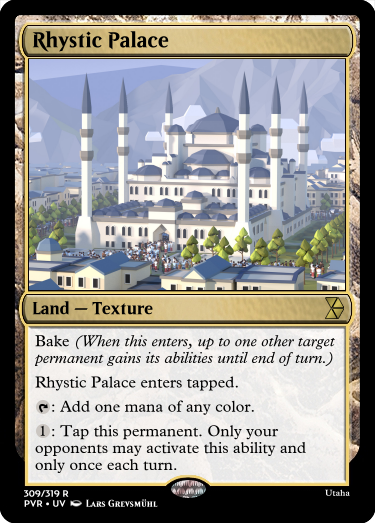 Rhystic Palace
Land — Texture
Bake (When this enters, up to one other target
permanent gains its abilities until end of turn.)
Rhystic Palace enters tapped.
: Add one mana of any color.
1: Tap this permanent. Only your
opponents may activate this ability and
only once each turn.
309/319 R
Utaha
PVR • UV Lars Grevsmühl